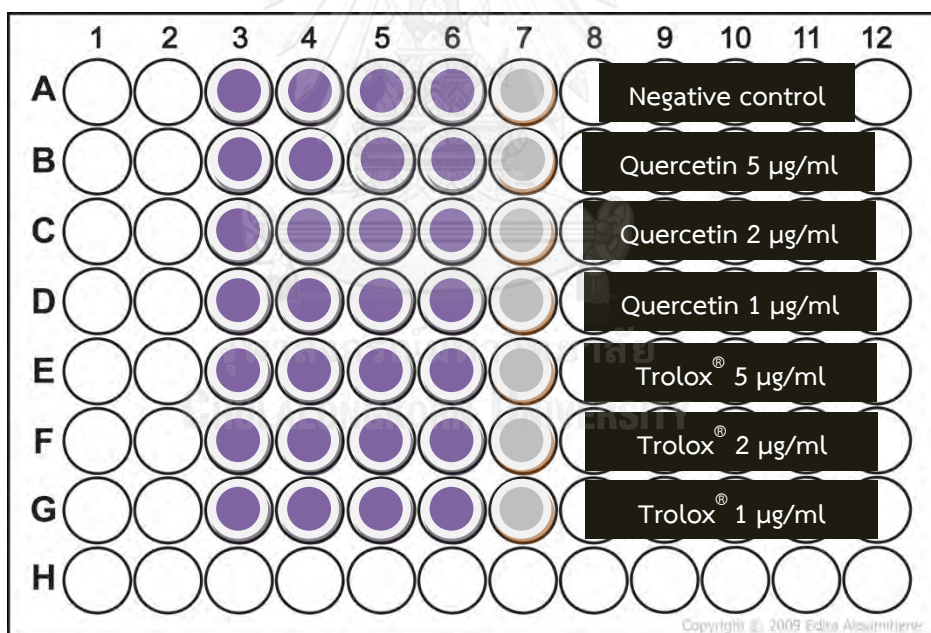 1 2 3 4 5 6 7 8 9 10 11 12
A Negative control
B Quercetin 5 µg/ml
C Quercetin 2 µg/ml
D Quercetin 1 µg/ml
E Trolox® 5 µg/ml
CHULALONGKORN UNIVERSITY
F Trolox® 2 µg/ml
G Trolox® 1 µg/ml
H
Copyright © 2009 Edita